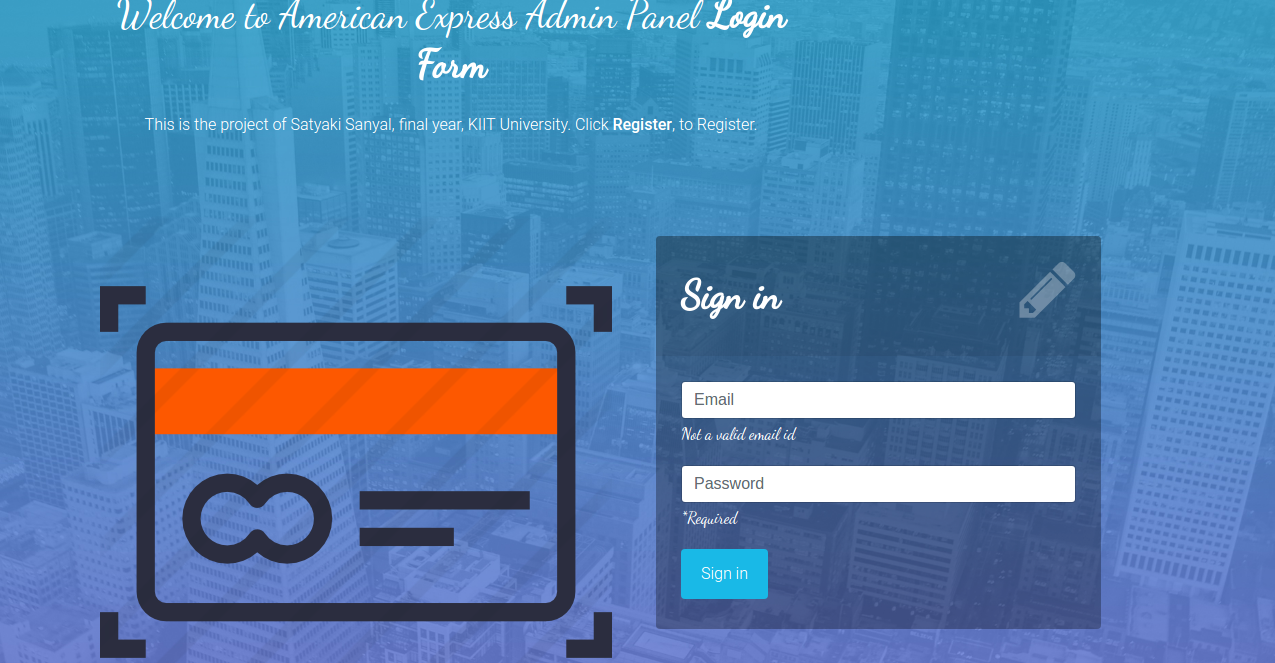 Welcome to American Express Admin Panel Login
Form
This is the project of Satyaki Sanyal, final year, KIIT University. Click Register, to Register.
Sign in
Email
Not a valid email id
Password
*Required
Sign in